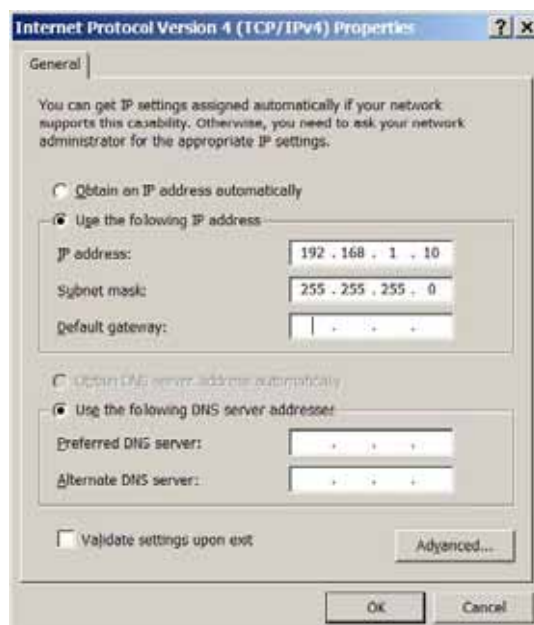 Internet Protocol Version 4 (TCP/IPv4) Properties
General
You can get IP settings assigned automatically if your network
supports this capability. Otherwise, you need to ask your network
administrator for the appropriate IP settings.
Obtain an IP address automatically
Use the following IP address
IP address: 192 . 168 . 1 . 10
Subnet mask: 255 . 255 . 255 . 0
Default gateway: . . .
Obtain DNS server address automatically
Use the following DNS server addresses
Preferred DNS server: . . .
Alternate DNS server: . . .
Validate settings upon exit
Advanced...
OK Cancel